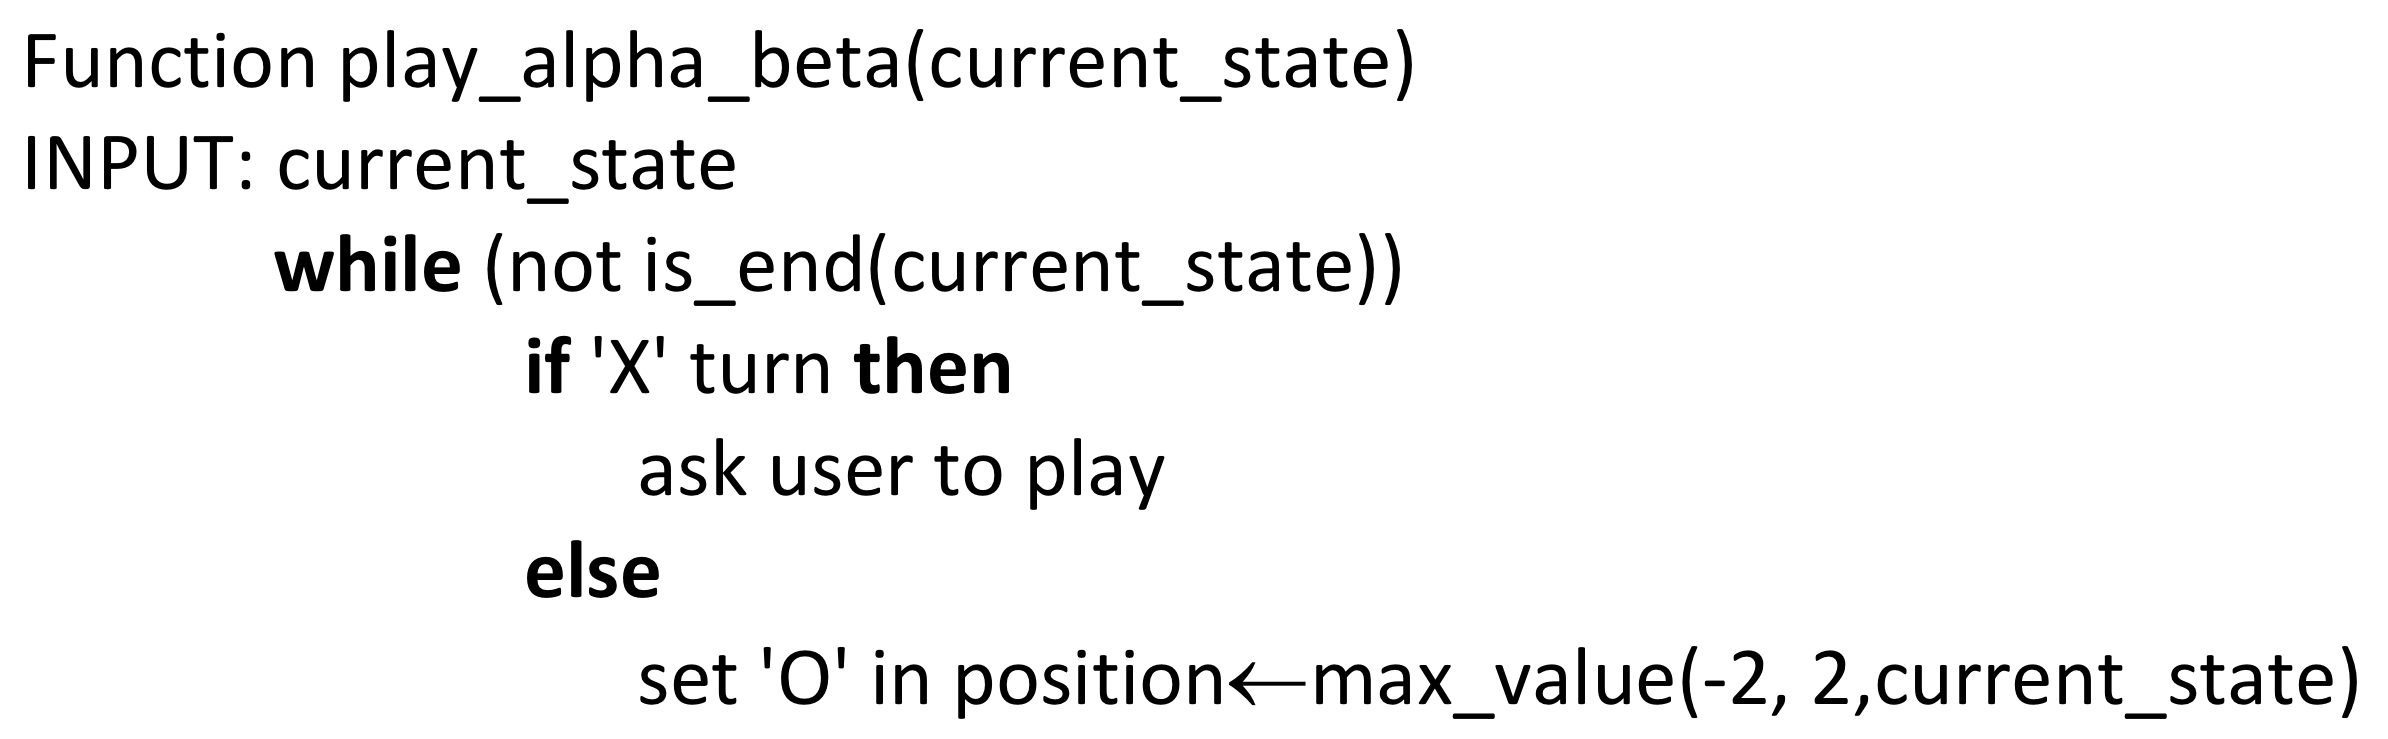 Function play_alpha_beta(current_state)
INPUT: current_state
while (not is_end(current_state))
if 'X' turn then
ask user to play
else
set 'O' in position←max_value(-2, 2,current_state)